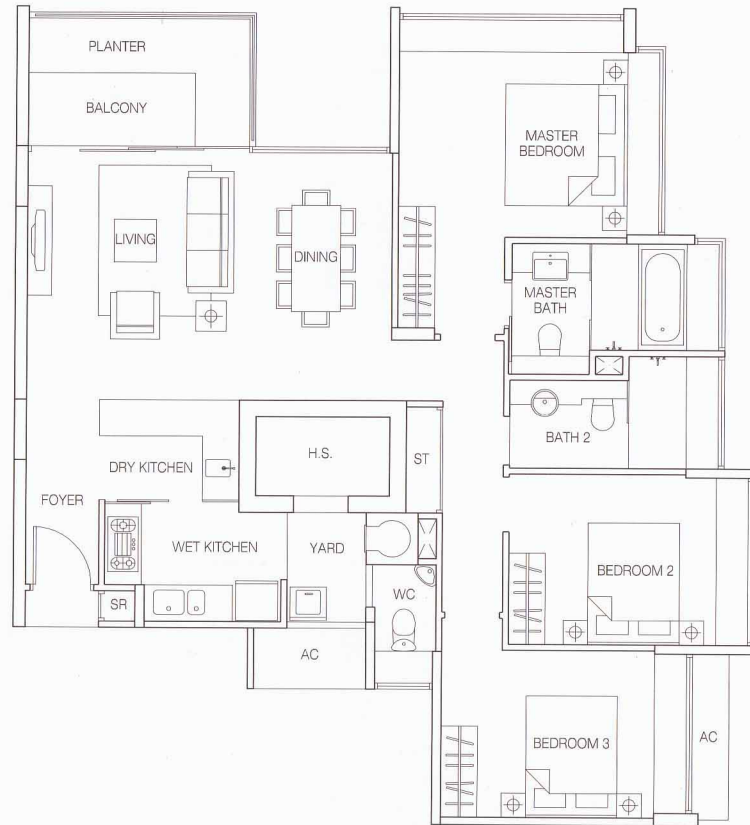 PLANTER
BALCONY
MASTER
BEDROOM
LIVING
DINING
MASTER
BATH
BATH 2
H.S.
ST
DRY KITCHEN
FOYER
WET KITCHEN
YARD
BEDROOM 2
WC
SR
AC
BEDROOM 3
AC